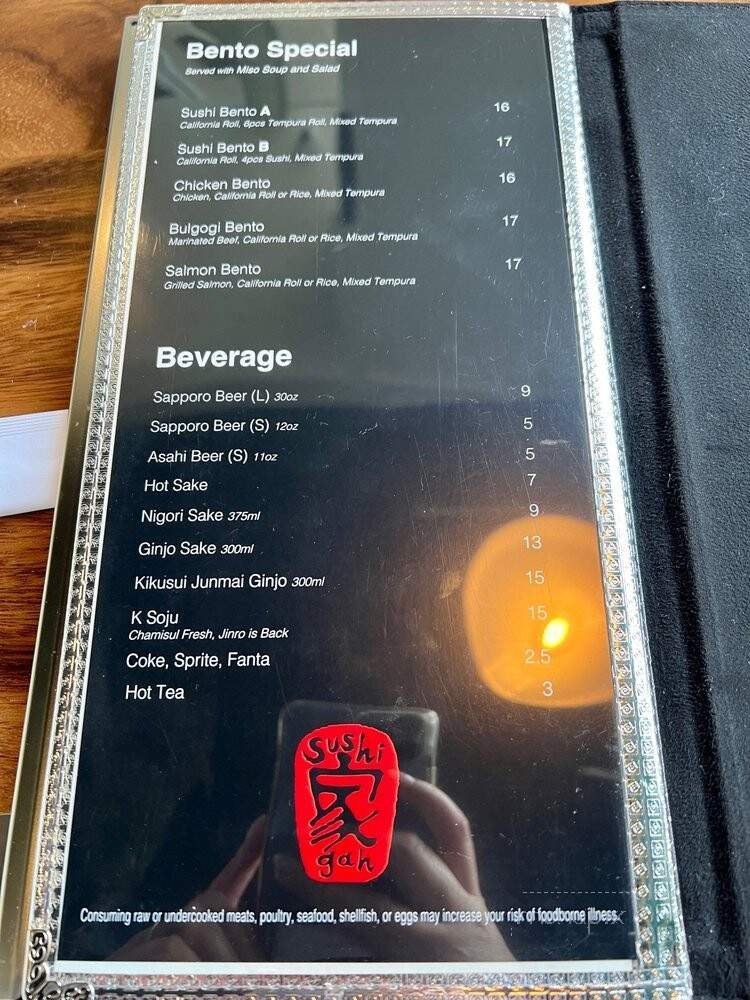 Bento Special
Served with Miso Soup and Salad
Sushi Bento A 16
California Roll, 6pcs Tempura Roll, Mixed Tempura
Sushi Bento B 17
California Roll, 4pcs Sushi, Mixed Tempura
Chicken Bento 16
Chicken, California Roll or Rice, Mixed Tempura
Bulgogi Bento 17
Marinated Beef, California Roll or Rice, Mixed Tempura
Salmon Bento 17
Grilled Salmon, California Roll or Rice, Mixed Tempura
Beverage
Sapporo Beer (L) 30oz 9
Sapporo Beer (S) 12oz 5
Asahi Beer (S) 11oz 5
Hot Sake 7
Nigori Sake 375ml 9
Ginjo Sake 300ml 13
Kikusui Junmai Ginjo 300ml 15
K Soju 15
Chamisul Fresh, Jinro is Back
Coke, Sprite, Fanta 2.5
Hot Tea 3
Sushi
家
gan
Consuming raw or undercooked meats, poultry, seafood, shellfish, or eggs may increase your risk of foodborne illness.